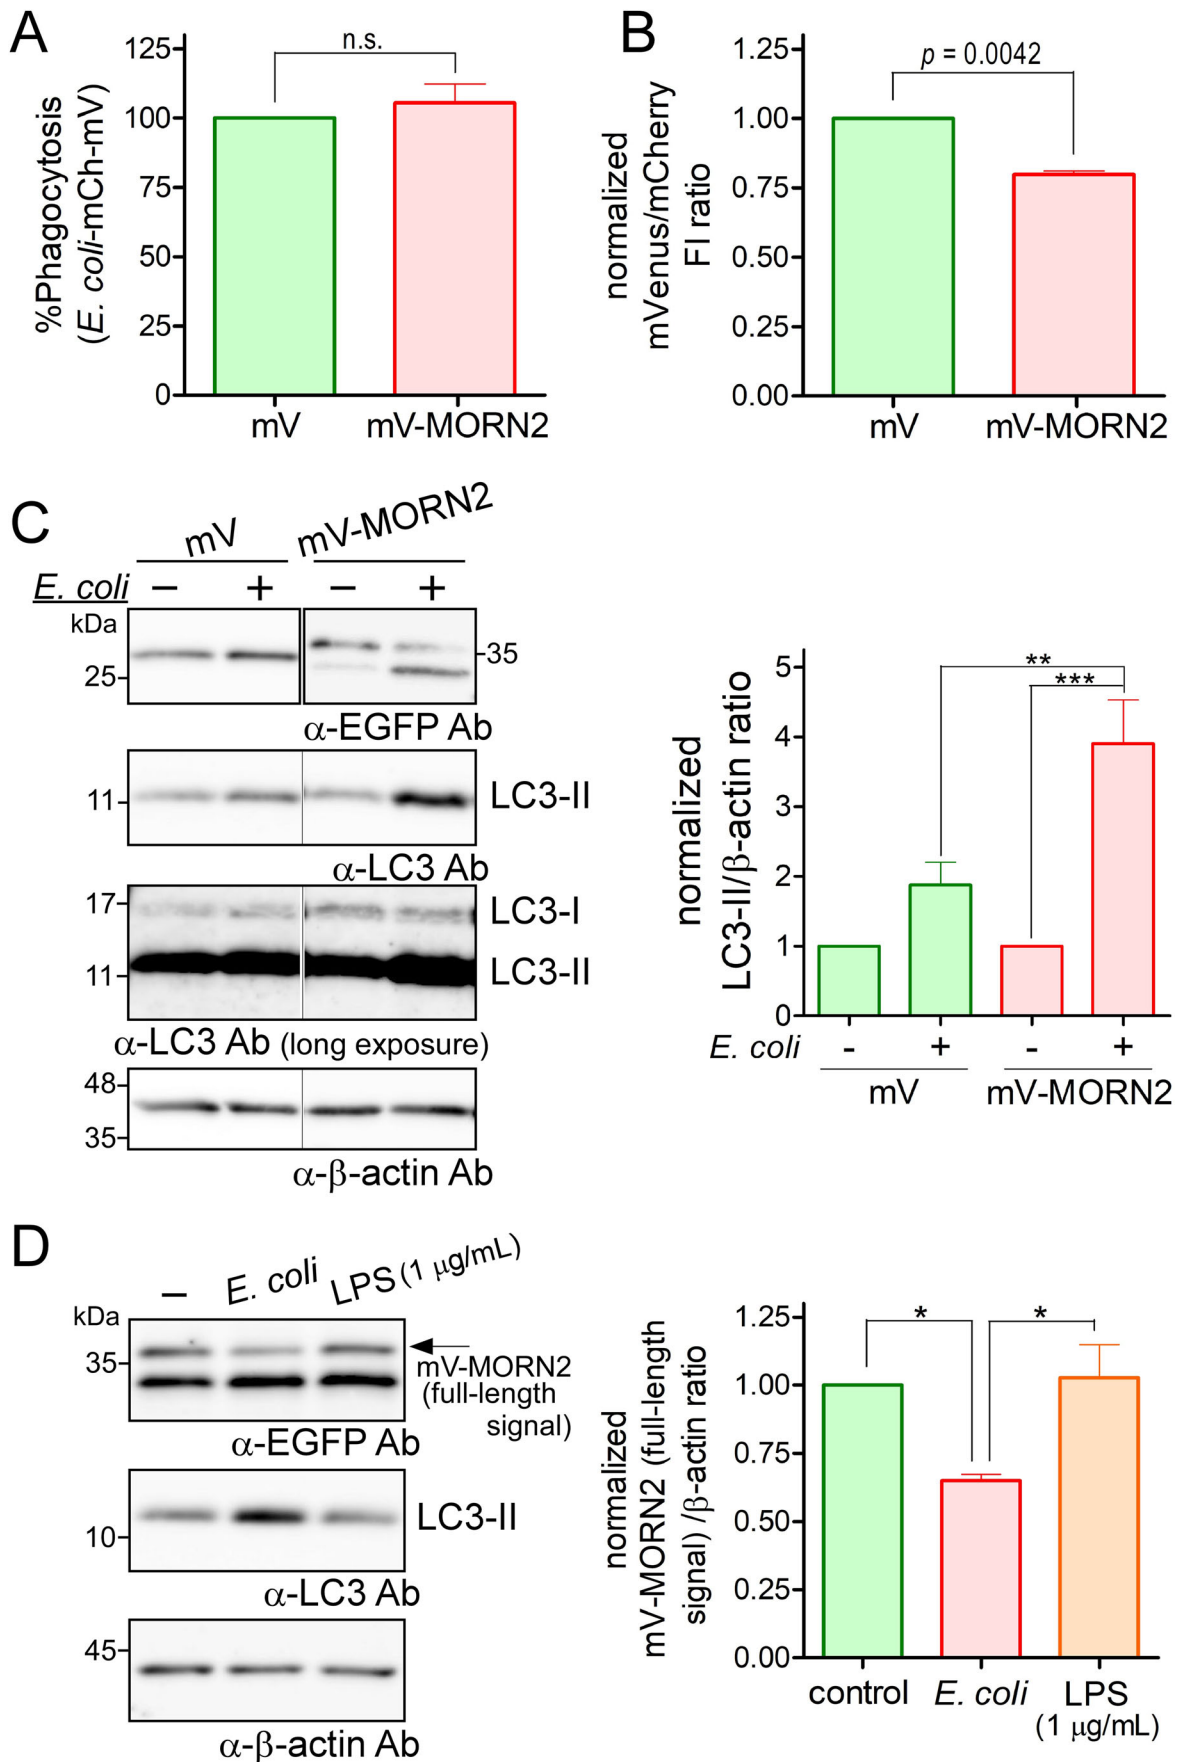 A
%Phagocytosis
(E. coli-mCh-mV)
125
100
75
50
25
0
n.s.
mV
mV-MORN2
B
normalized
mVenus/mCherry
FI ratio
1.25
1.00
0.75
0.50
0.25
0.00
p = 0.0042
mV
mV-MORN2
C
mV
mV-MORN2
E. coli – + – +
kDa
25
35
α-EGFP Ab
11
LC3-II
α-LC3 Ab
17
LC3-I
11
LC3-II
α-LC3 Ab (long exposure)
48
35
α-β-actin Ab
normalized
LC3-II/β-actin ratio
5
4
3
2
1
0
**
***
E. coli - + - +
mV
mV-MORN2
D
– E. coli LPS (1 μg/mL)
kDa
35
mV-MORN2
(full-length
signal)
α-EGFP Ab
LC3-II
10
α-LC3 Ab
45
α-β-actin Ab
normalized
mV-MORN2 (full-length
signal) /β-actin ratio
1.25
1.00
0.75
0.50
0.25
0.00
*
*
control
E. coli
LPS
(1 μg/mL)